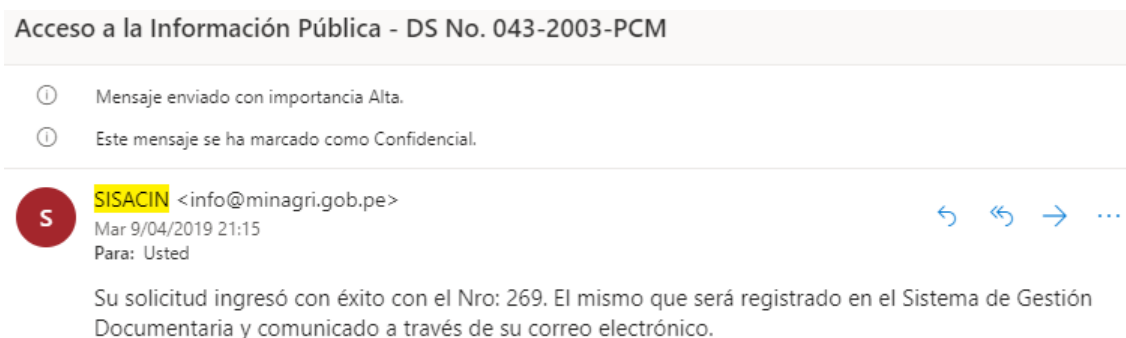 Acceso a la Información Pública - DS No. 043-2003-PCM
Mensaje enviado con importancia Alta.
Este mensaje se ha marcado como Confidencial.
S
SISACIN <info@minagri.gob.pe>
Mar 9/04/2019 21:15
Para: Usted
Su solicitud ingresó con éxito con el Nro: 269. El mismo que será registrado en el Sistema de Gestión
Documentaria y comunicado a través de su correo electrónico.